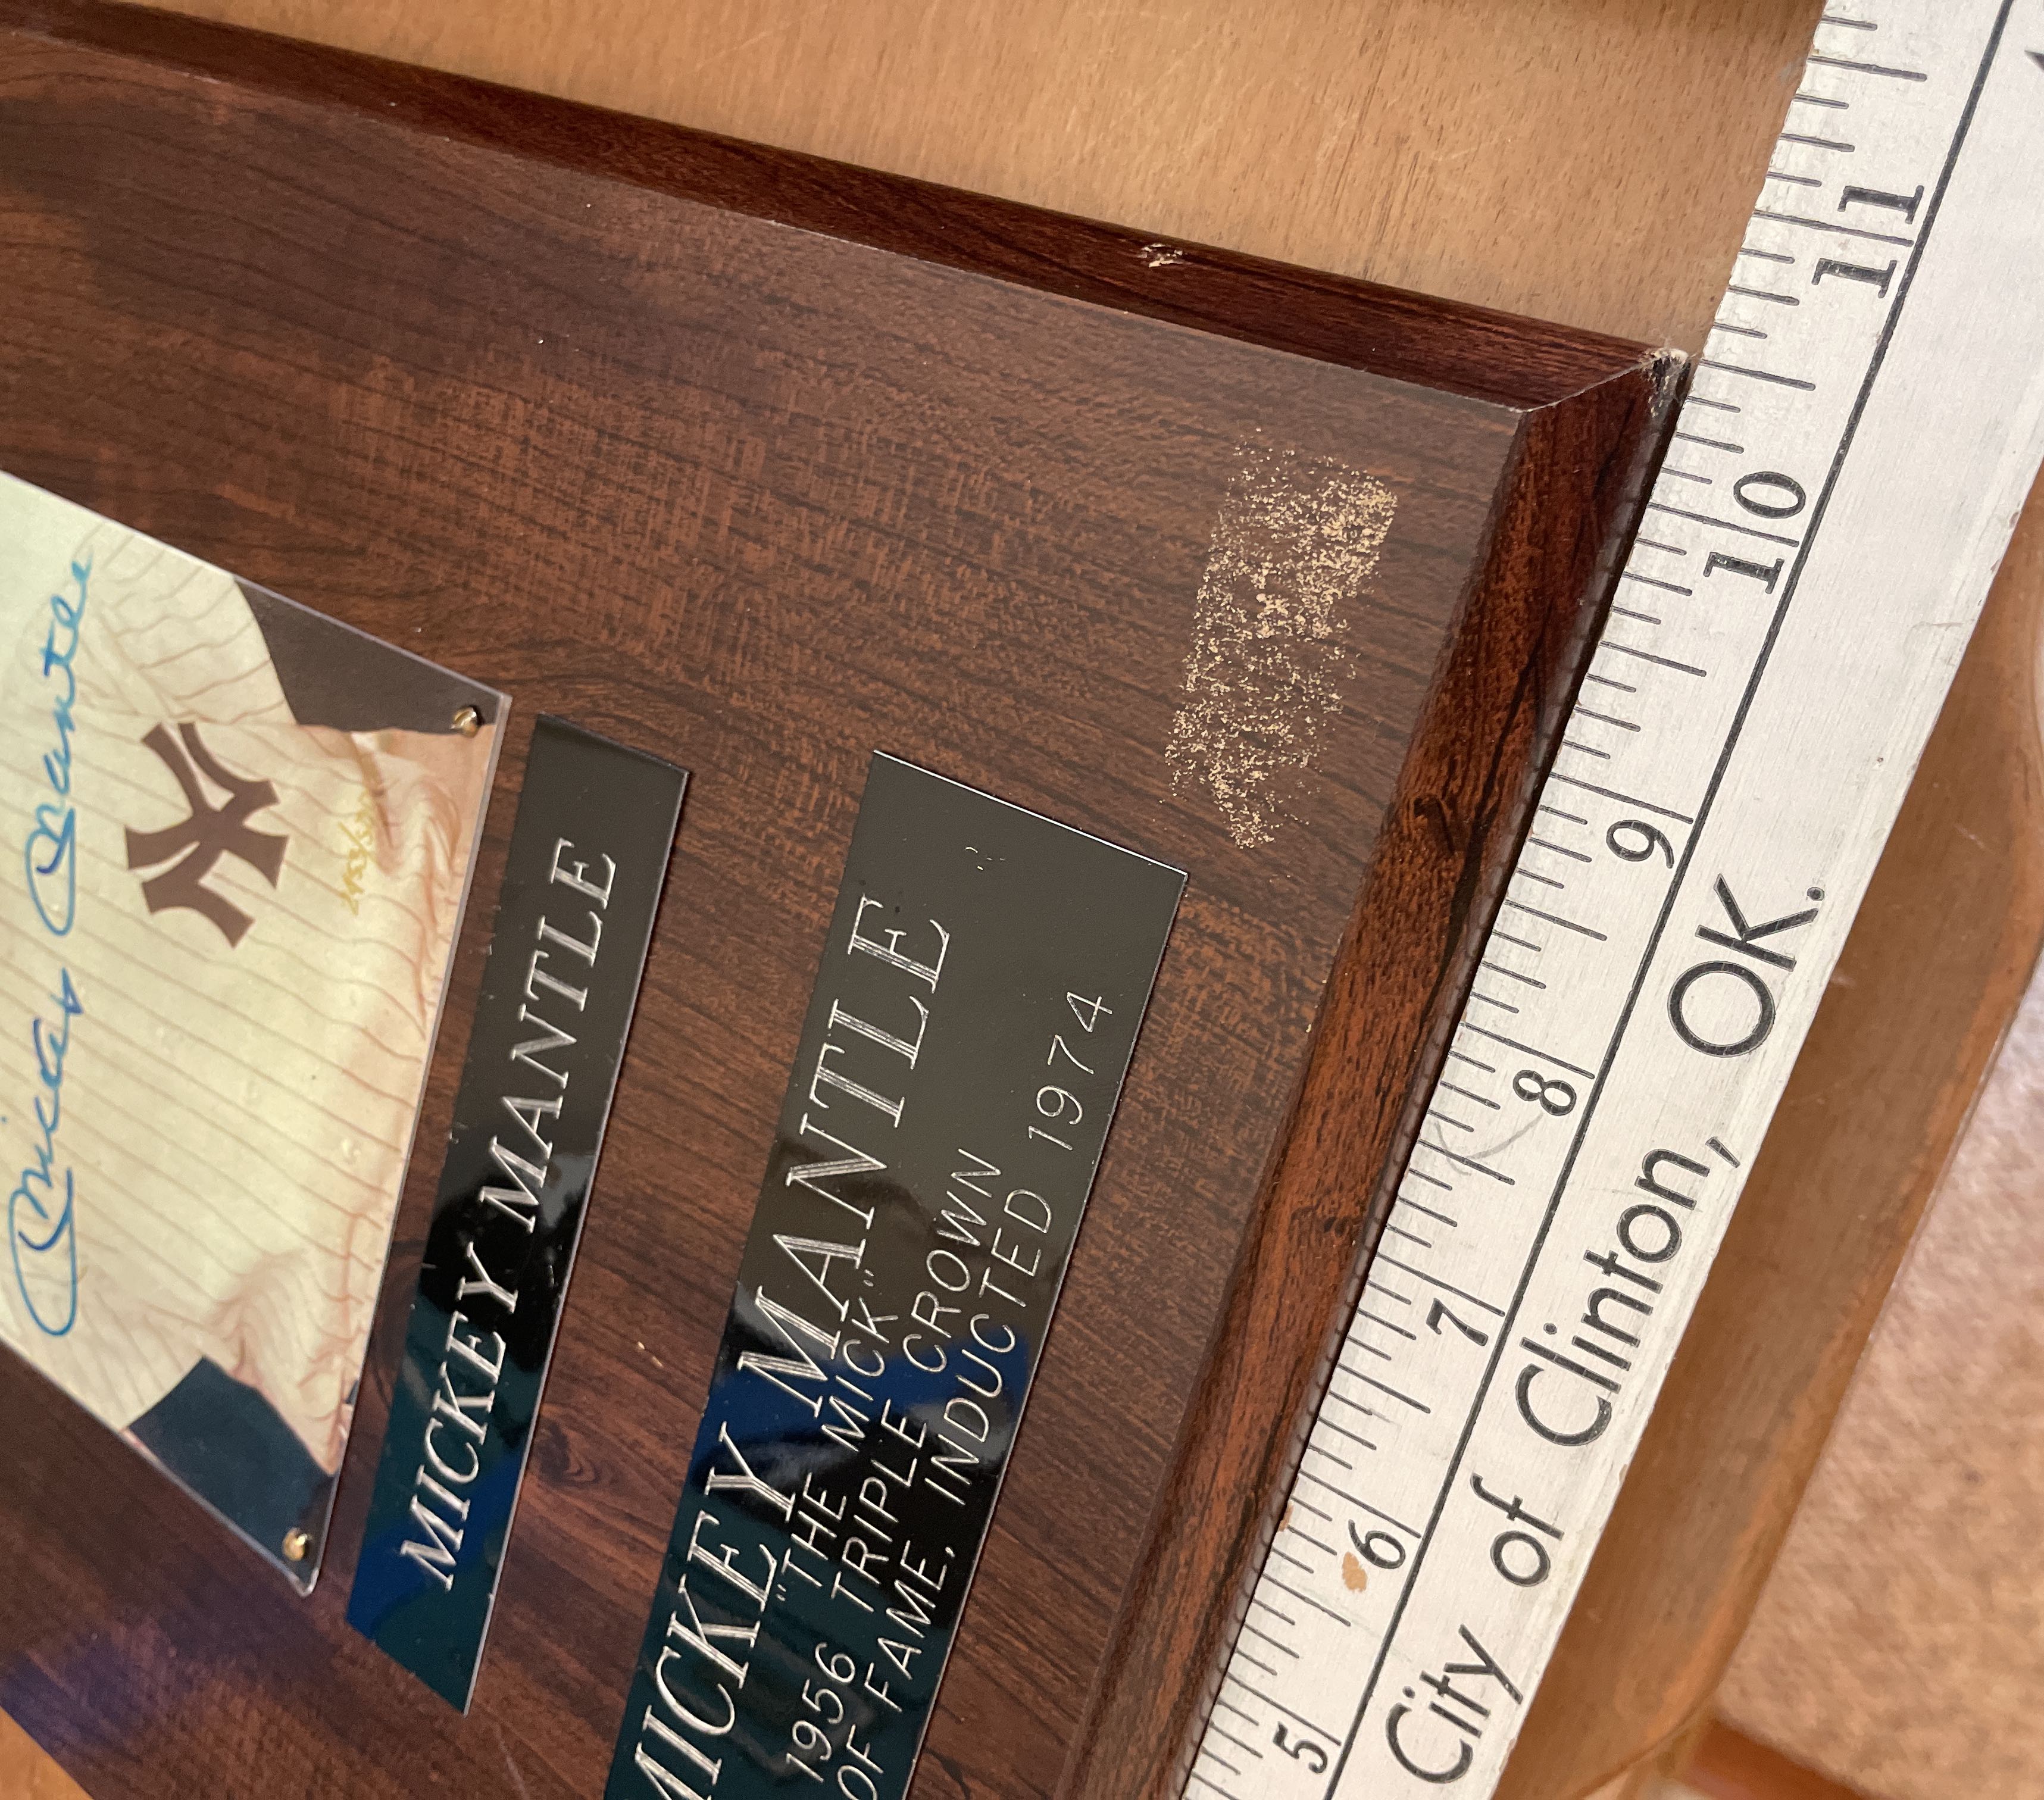 Mickey Mantle
NY
MICKEY MANTLE
MICKEY MANTLE
"THE MICK"
1956 TRIPLE CROWN
OF FAME, INDUCTED 1974
5 6 7 8 9 10 11
City of Clinton, OK.